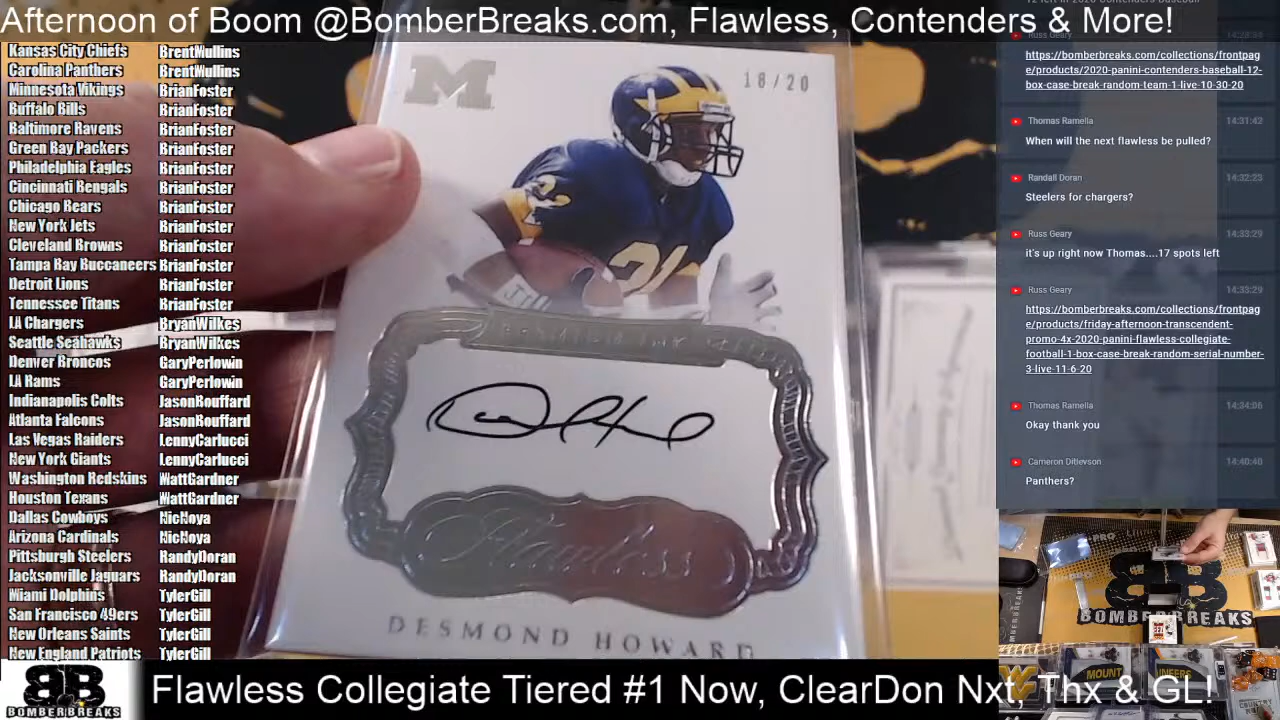 Afternoon of Boom @BomberBreaks.com, Flawless, Contenders & More!
Kansas City Chiefs BrentMullins
Carolina Panthers BrentMullins
Minnesota Vikings BrianFoster
Buffalo Bills BrianFoster
Baltimore Ravens BrianFoster
Green Bay Packers BrianFoster
Philadelphia Eagles BrianFoster
Cincinnati Bengals BrianFoster
Chicago Bears BrianFoster
New York Jets BrianFoster
Cleveland Browns BrianFoster
Tampa Bay Buccaneers BrianFoster
Detroit Lions BrianFoster
Tennessee Titans BrianFoster
LA Chargers BryanWilkes
Seattle Seahawks BryanWilkes
Denver Broncos GaryPerlowin
LA Rams GaryPerlowin
Indianapolis Colts JasonBouffard
Atlanta Falcons JasonBouffard
Las Vegas Raiders LennyCarlucci
New York Giants LennyCarlucci
Washington Redskins MattGardner
Houston Texans MattGardner
Dallas Cowboys NicNoya
Arizona Cardinals NicNoya
Pittsburgh Steelers RandyDoran
Jacksonville Jaguars RandyDoran
Miami Dolphins TylerGill
San Francisco 49ers TylerGill
New Orleans Saints TylerGill
New England Patriots TylerGill
M
18/20
21
Flawless
DESMOND HOWARD
Russ Geary 14:28:34
https://bomberbreaks.com/collections/frontpag
e/products/2020-panini-contenders-baseball-12-
box-case-break-random-team-1-live-10-30-20
Thomas Ramella 14:31:42
When will the next flawless be pulled?
Randall Doran 14:32:23
Steelers for chargers?
Russ Geary 14:33:29
it's up right now Thomas....17 spots left
Russ Geary 14:33:29
https://bomberbreaks.com/collections/frontpag
e/products/friday-afternoon-transcendent-
promo-4x-2020-panini-flawless-collegiate-
football-1-box-case-break-random-serial-number-
3-live-11-6-20
Thomas Ramella 14:34:06
Okay thank you
Cameron Ditlevson 14:40:40
Panthers?
BOMBERBREAKS
MOUNT
BOMBERBREAKS
Flawless Collegiate Tiered #1 Now, ClearDon Nxt, Thx & GL!